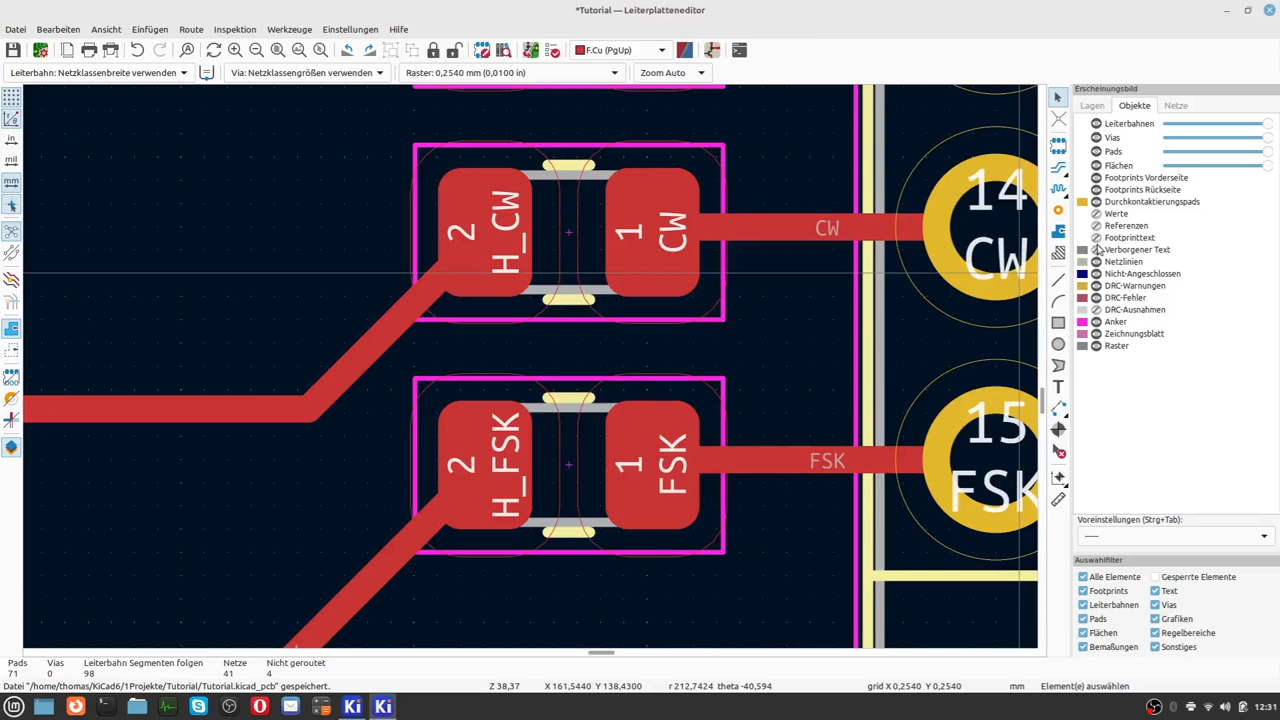 *Tutorial — Leiterplatteneditor
Datei Bearbeiten Ansicht Einfügen Inspektion Werkzeuge Einstellungen Hilfe
F.Cu (PgUp)
Leiterbahn: Netzklassenbreite verwenden Via: Netzklassengrößen verwenden Raster: 0,2540 mm (0,0100 in) Zoom Auto
in
mil
mm
2 H_CW
1 CW
CW
14
CW
2 H_FSK
1 FSK
FSK
15
FSK
Erscheinungsbild
Lagen Objekte Netze
Leiterbahnen
Vias
Pads
Flächen
Footprints Vorderseite
Footprints Rückseite
Durchkontaktierungspads
Werte
Referenzen
Footprinttext
Verborgener Text
Netzlinien
Nicht-Angeschlossen
DRC-Warnungen
DRC-Fehler
DRC-Ausnahmen
Anker
Zeichnungsblatt
Raster
Voreinstellungen (Strg+Tab):
-----
Auswahlfilter
Alle Elemente Gesperrte Elemente
Footprints Text
Leiterbahnen Vias
Pads Grafiken
Flächen Regelbereiche
Bemaßungen Sonstiges
Pads Vias Leiterbahn Segmenten folgen Netze Nicht geroutet
71 0 98 41 4
Datei "/home/thomas/KiCad6/1Projekte/Tutorial/Tutorial.kicad_pcb" gespeichert. Z 38,37 X 161,5440 Y 138,4300 r 212,7424 theta -40,594 grid X 0,2540 Y 0,2540 mm Element(e) auswählen
Ki Ki 12:31